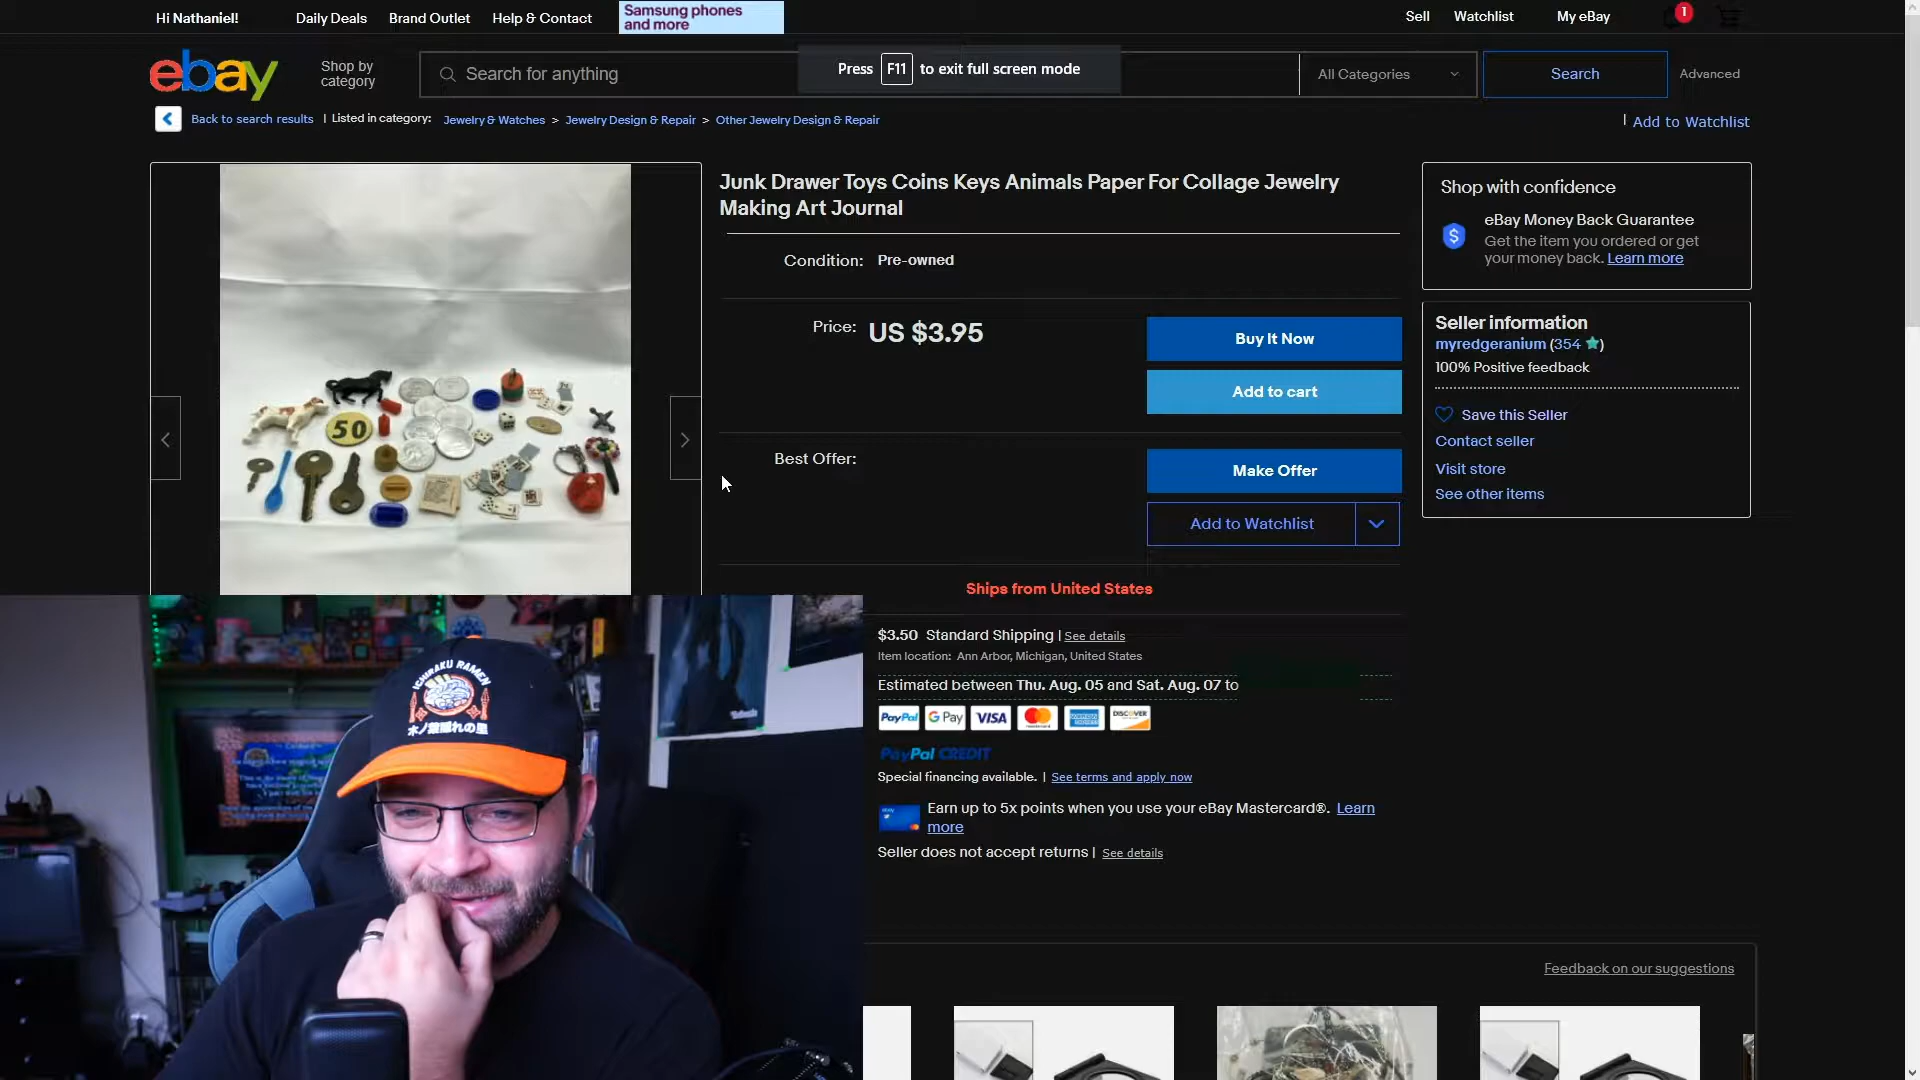 Hi Nathaniel!
Daily Deals
Brand Outlet
Help & Contact
Samsung phones
and more
Sell
Watchlist
My eBay
1
ebay
Shop by
category
Search for anything
Press F11 to exit full screen mode
All Categories
Search
Advanced
Back to search results | Listed in category: Jewelry & Watches > Jewelry Design & Repair > Other Jewelry Design & Repair
| Add to Watchlist
Junk Drawer Toys Coins Keys Animals Paper For Collage Jewelry
Making Art Journal
Condition: Pre-owned
Price: US $3.95
Buy It Now
Add to cart
Best Offer:
Make Offer
Add to Watchlist
Ships from United States
$3.50 Standard Shipping | See details
Item location: Ann Arbor, Michigan, United States
Estimated between Thu. Aug. 05 and Sat. Aug. 07 to
PayPal
G Pay
VISA
DISCOVER
PayPal CREDIT
Special financing available. | See terms and apply now
Earn up to 5x points when you use your eBay Mastercard®. Learn
more
Seller does not accept returns | See details
Shop with confidence
eBay Money Back Guarantee
Get the item you ordered or get
your money back. Learn more
Seller information
myredgeranium (354)
100% Positive feedback
Save this Seller
Contact seller
Visit store
See other items
Feedback on our suggestions
50
ICHIRAKU RAMEN
木ノ葉隠れの里